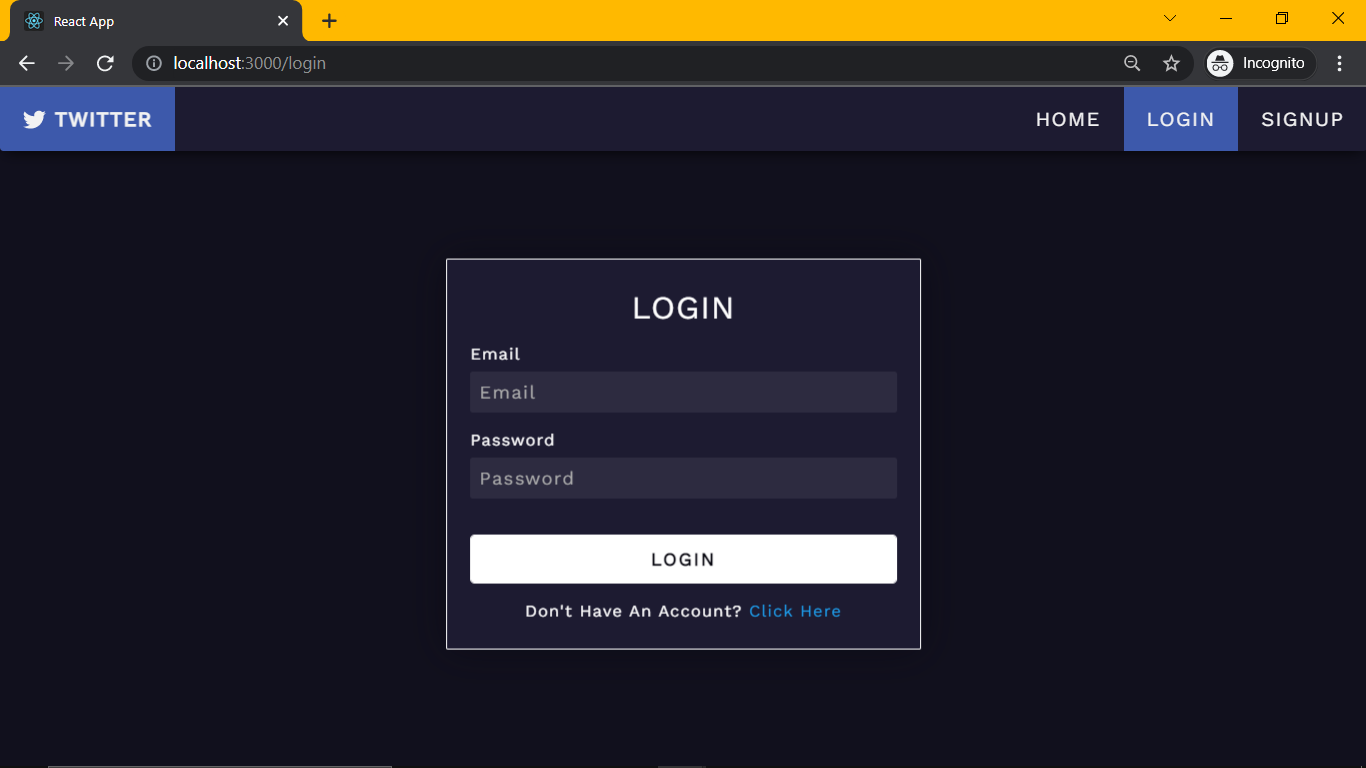 React App
localhost:3000/login
Incognito
TWITTER
HOME
LOGIN
SIGNUP
LOGIN
Email
Email
Password
Password
LOGIN
Don't Have An Account? Click Here